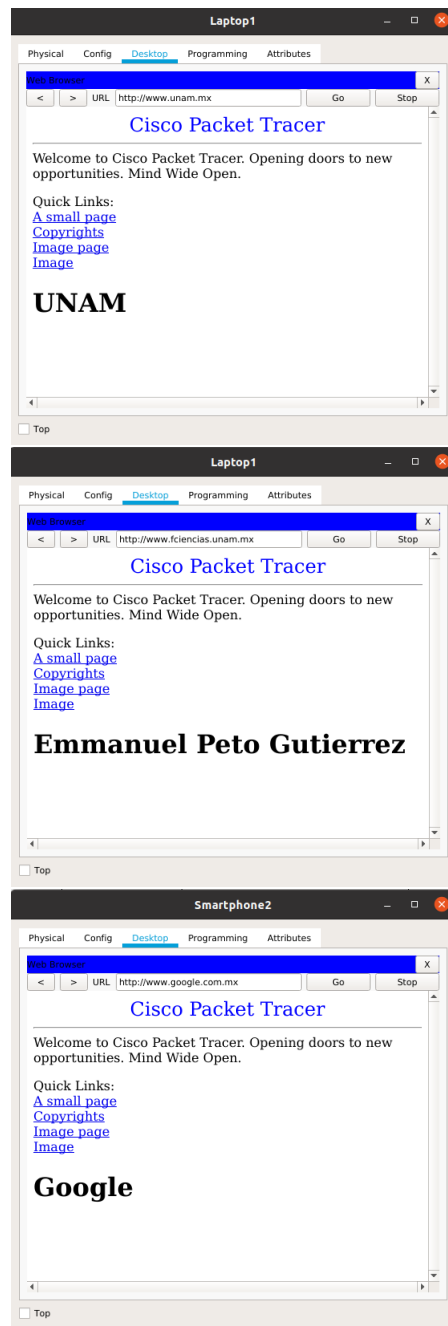 Laptop1
Physical Config Desktop Programming Attributes
Web Browser X
< > URL http://www.unam.mx Go Stop
Cisco Packet Tracer
Welcome to Cisco Packet Tracer. Opening doors to new
opportunities. Mind Wide Open.
Quick Links:
A small page
Copyrights
Image page
Image
UNAM
Top
Laptop1
Physical Config Desktop Programming Attributes
Web Browser X
< > URL http://www.fciencias.unam.mx Go Stop
Cisco Packet Tracer
Welcome to Cisco Packet Tracer. Opening doors to new
opportunities. Mind Wide Open.
Quick Links:
A small page
Copyrights
Image page
Image
Emmanuel Peto Gutierrez
Top
Smartphone2
Physical Config Desktop Programming Attributes
Web Browser X
< > URL http://www.google.com.mx Go Stop
Cisco Packet Tracer
Welcome to Cisco Packet Tracer. Opening doors to new
opportunities. Mind Wide Open.
Quick Links:
A small page
Copyrights
Image page
Image
Google
Top